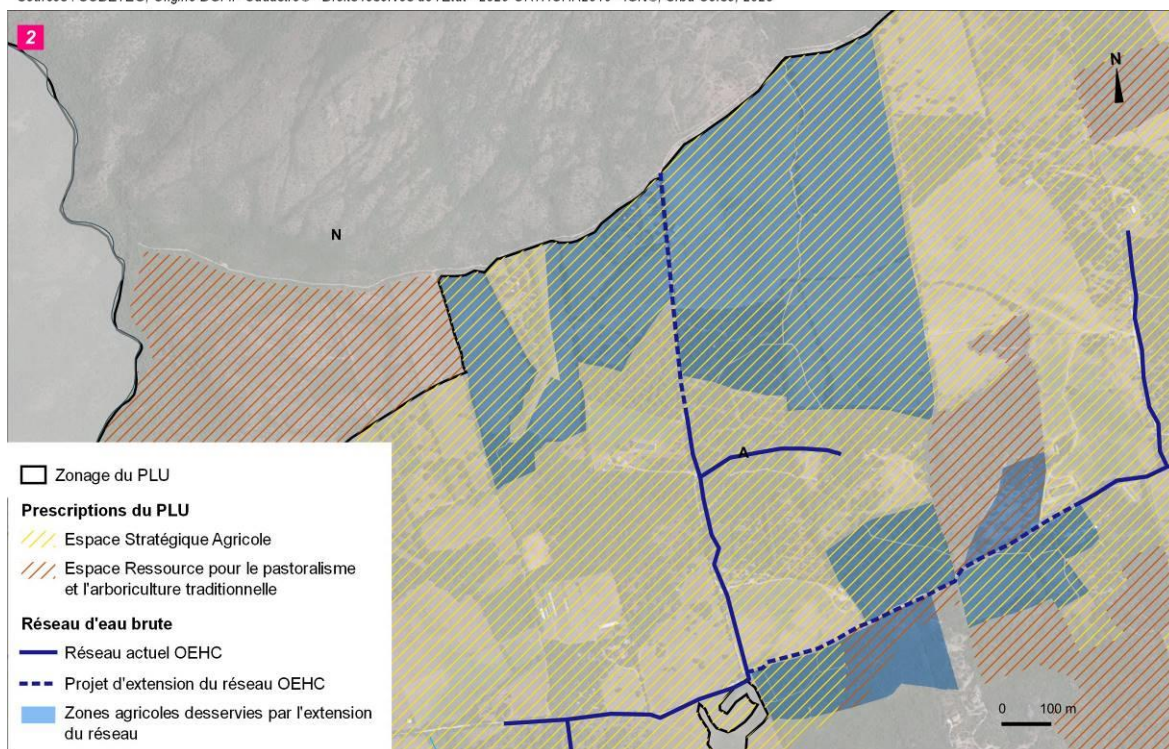 2
N
N
A
Zonage du PLU
Prescriptions du PLU
Espace Stratégique Agricole
Espace Ressource pour le pastoralisme
et l'arboriculture traditionnelle
Réseau d'eau brute
Réseau actuel OEHC
Projet d'extension du réseau OEHC
Zones agricoles desservies par l'extension
du réseau
0 100 m